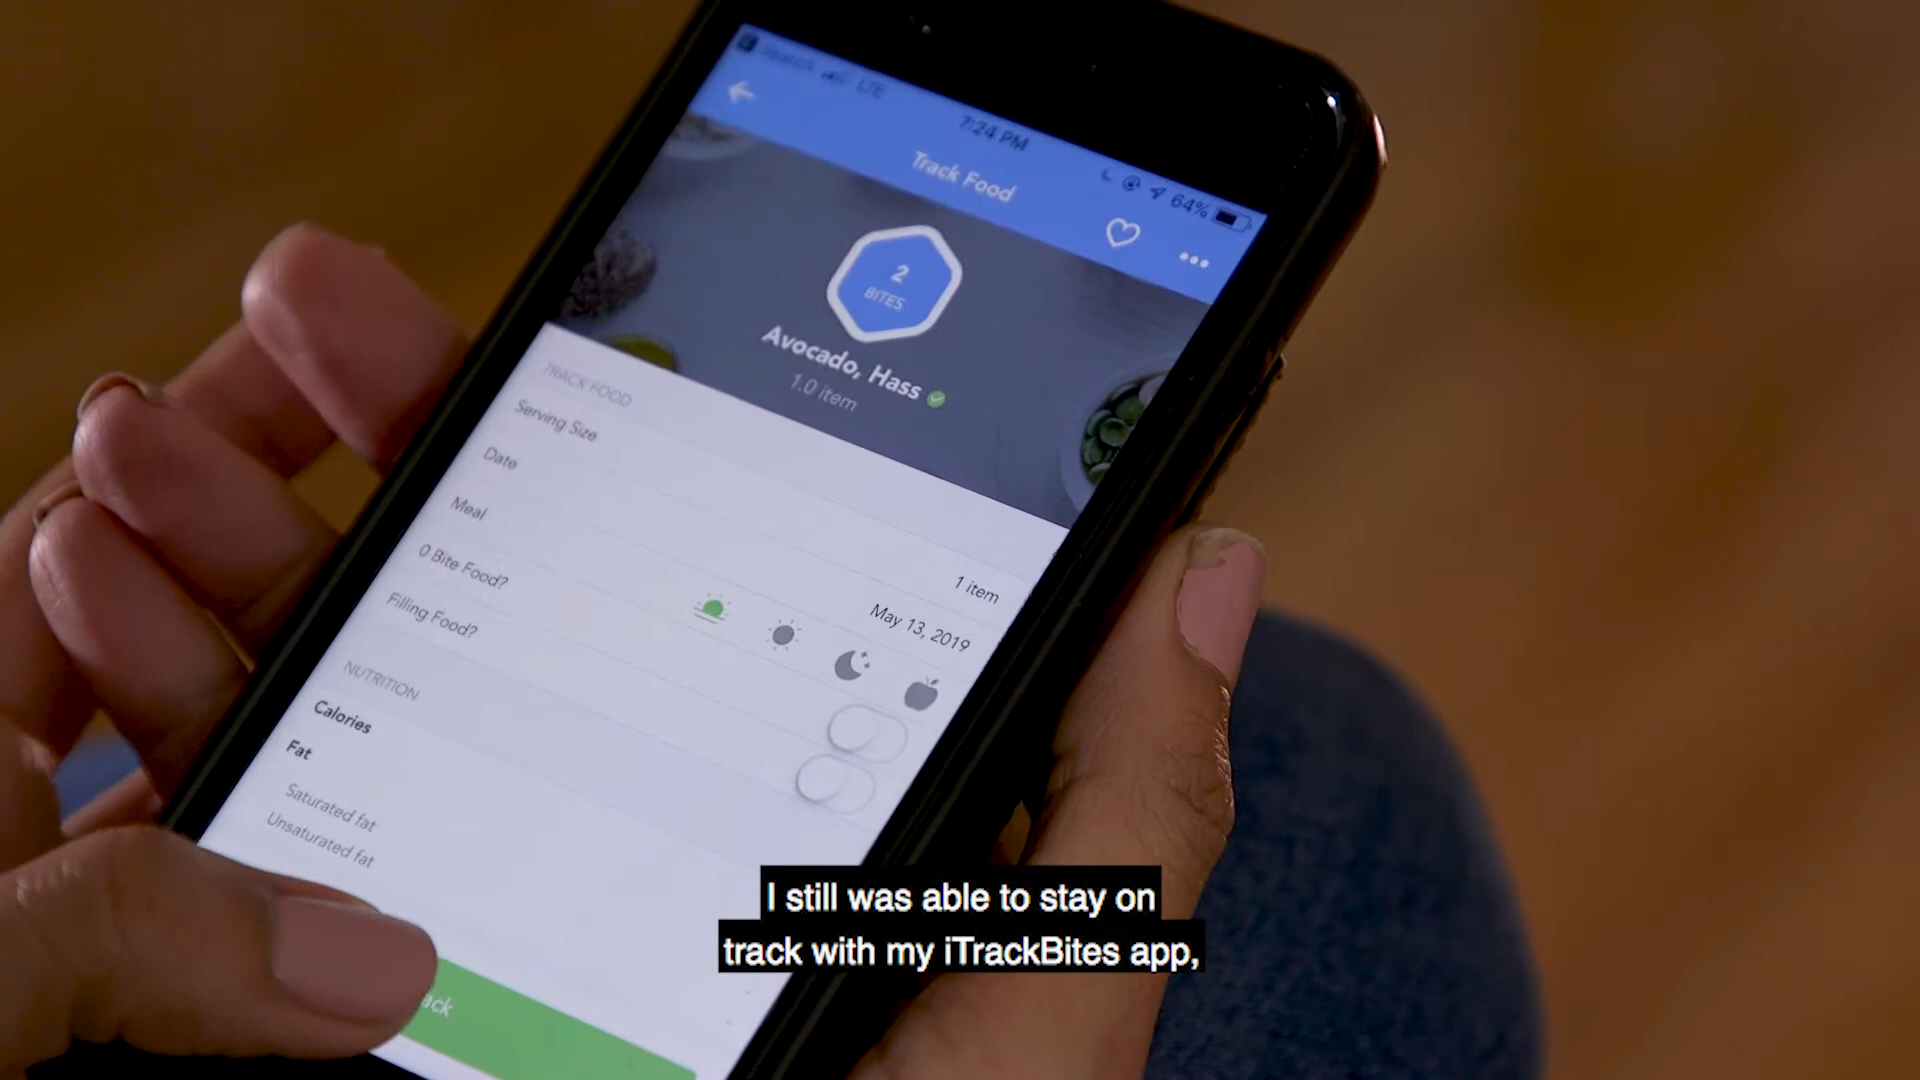 LTE
7:24 PM
64%
Track Food
2
BITES
Avocado, Hass
1.0 item
TRACK FOOD
Serving Size
1 item
Date
May 13, 2019
Meal
0 Bite Food?
Filling Food?
NUTRITION
Calories
Fat
Saturated fat
Unsaturated fat
ack
I still was able to stay on
track with my iTrackBites app,